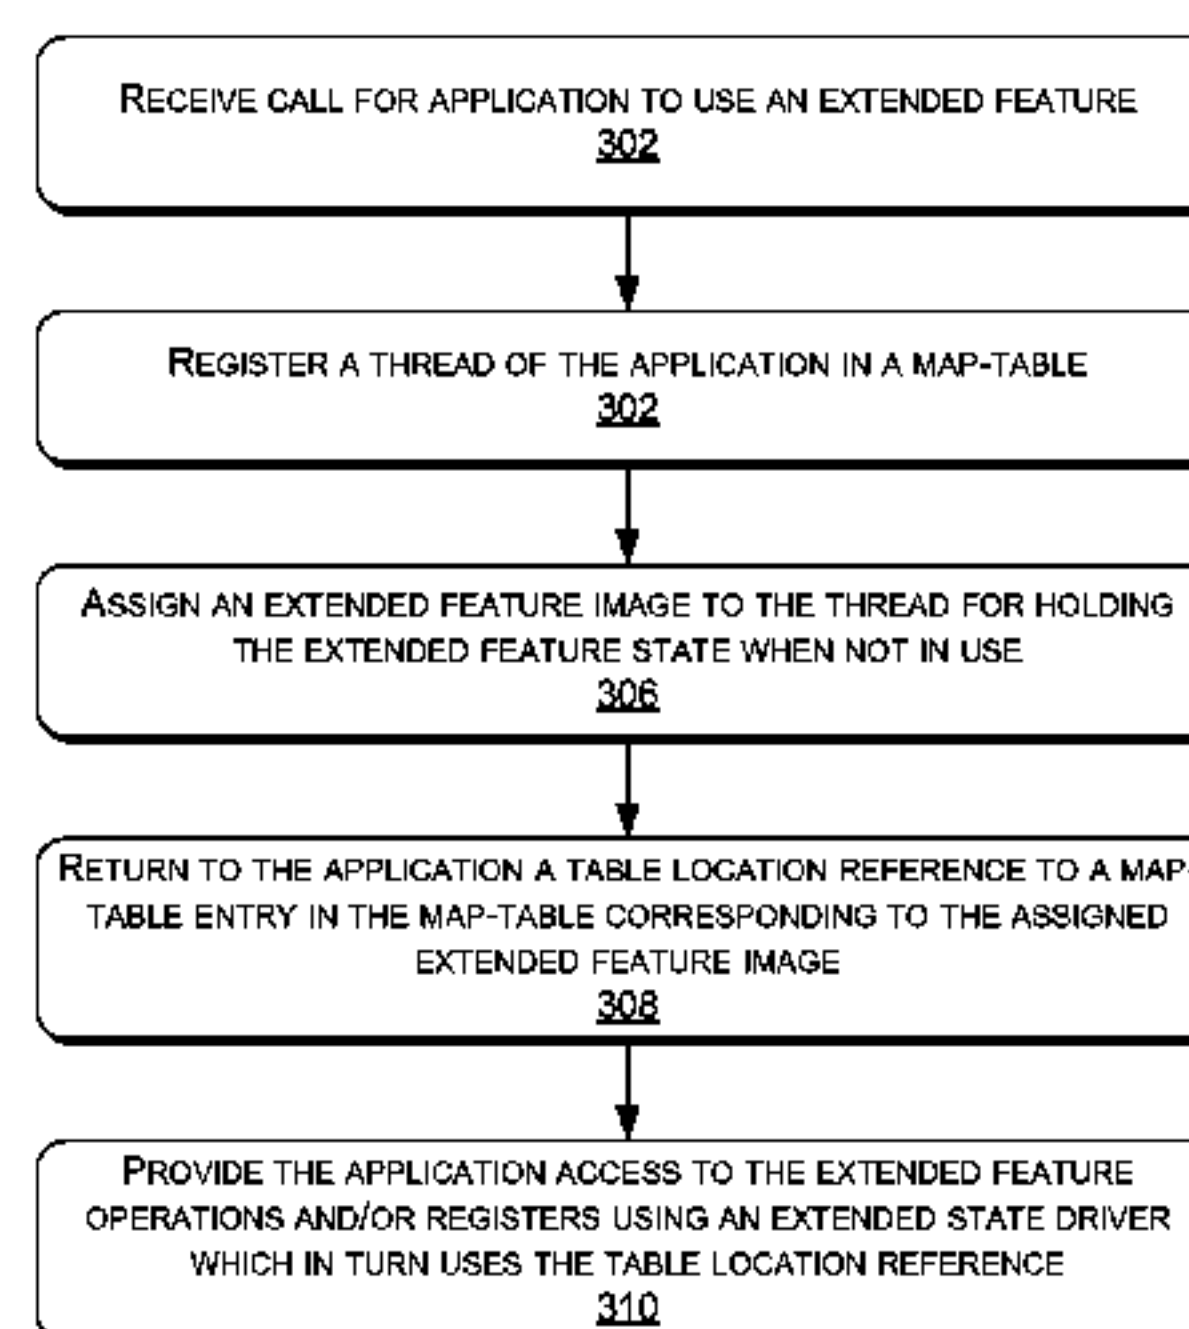 RECEIVE CALL FOR APPLICATION TO USE AN EXTENDED FEATURE
302
REGISTER A THREAD OF THE APPLICATION IN A MAP-TABLE
302
ASSIGN AN EXTENDED FEATURE IMAGE TO THE THREAD FOR HOLDING
THE EXTENDED FEATURE STATE WHEN NOT IN USE
306
RETURN TO THE APPLICATION A TABLE LOCATION REFERENCE TO A MAP-
TABLE ENTRY IN THE MAP-TABLE CORRESPONDING TO THE ASSIGNED
EXTENDED FEATURE IMAGE
308
PROVIDE THE APPLICATION ACCESS TO THE EXTENDED FEATURE
OPERATIONS AND/OR REGISTERS USING AN EXTENDED STATE DRIVER
WHICH IN TURN USES THE TABLE LOCATION REFERENCE
310